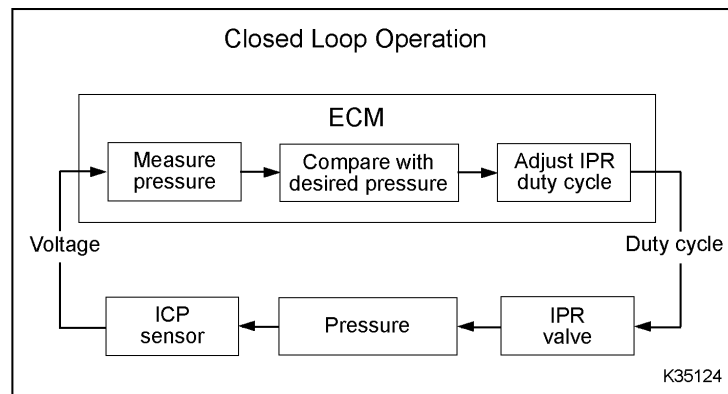 Closed Loop Operation
ECM
Measure
pressure
Compare with
desired pressure
Adjust IPR
duty cycle
Voltage
Duty cycle
ICP
sensor
Pressure
IPR
valve
K35124